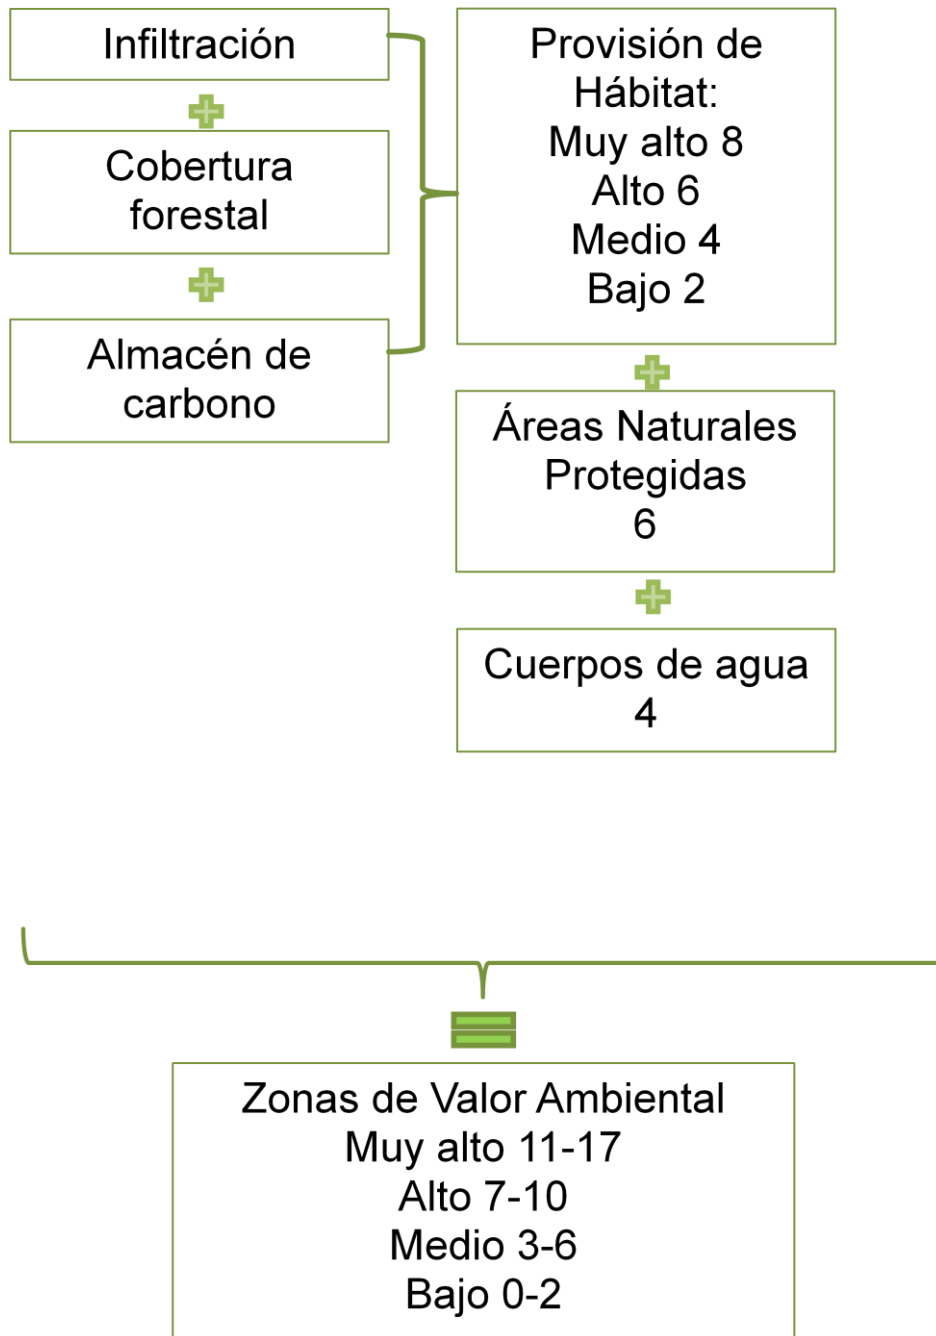 Infiltración
Cobertura
forestal
Almacén de
carbono
Provisión de
Hábitat:
Muy alto 8
Alto 6
Medio 4
Bajo 2
Áreas Naturales
Protegidas
6
Cuerpos de agua
4
Zonas de Valor Ambiental
Muy alto 11-17
Alto 7-10
Medio 3-6
Bajo 0-2